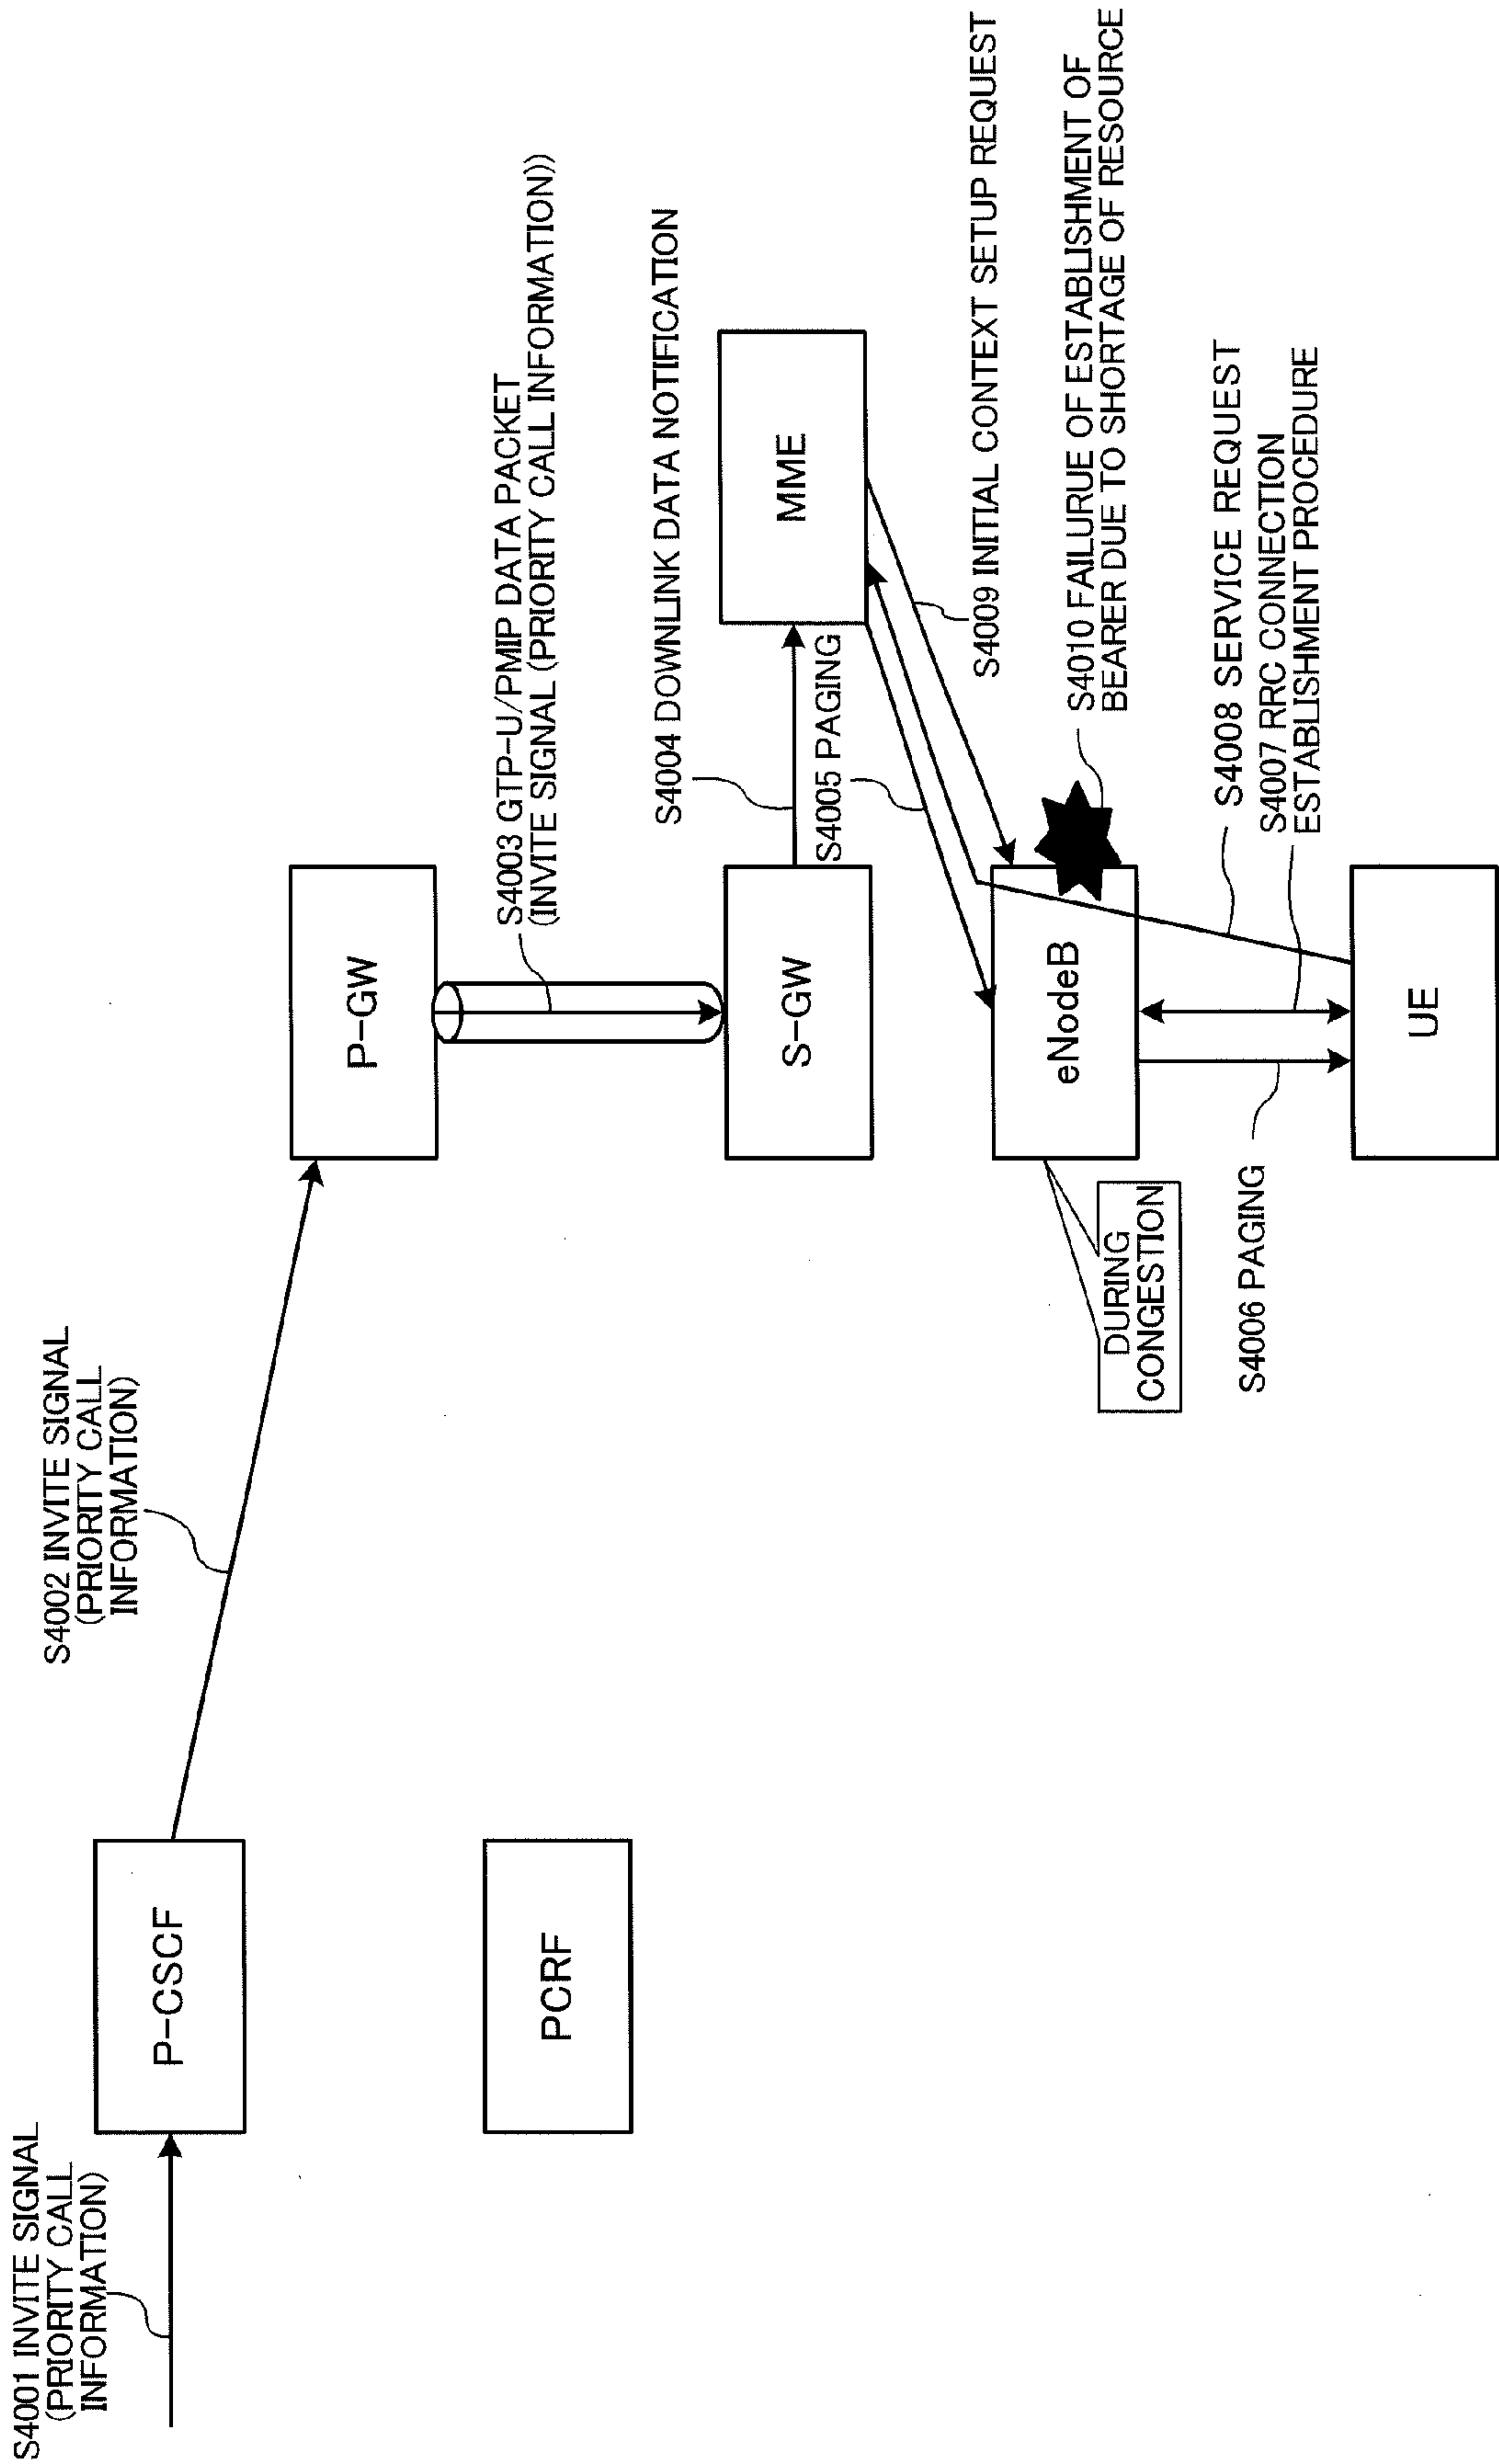 S4001 INVITE SIGNAL
(PRIORITY CALL
INFORMATION)
P-CSCF
S4002 INVITE SIGNAL
(PRIORITY CALL
INFORMATION)
PCRF
P-GW
S4003 GTP-U/PMIP DATA PACKET
(INVITE SIGNAL (PRIORITY CALL INFORMATION))
S-GW
S4004 DOWNLINK DATA NOTIFICATION
MME
S4005 PAGING
S4009 INITIAL CONTEXT SETUP REQUEST
eNodeB
DURING
CONGESTION
S4010 FAILURUE OF ESTABLISHMENT OF
BEARER DUE TO SHORTAGE OF RESOURCE
S4006 PAGING
S4008 SERVICE REQUEST
S4007 RRC CONNECTION
ESTABLISHMENT PROCEDURE
UE